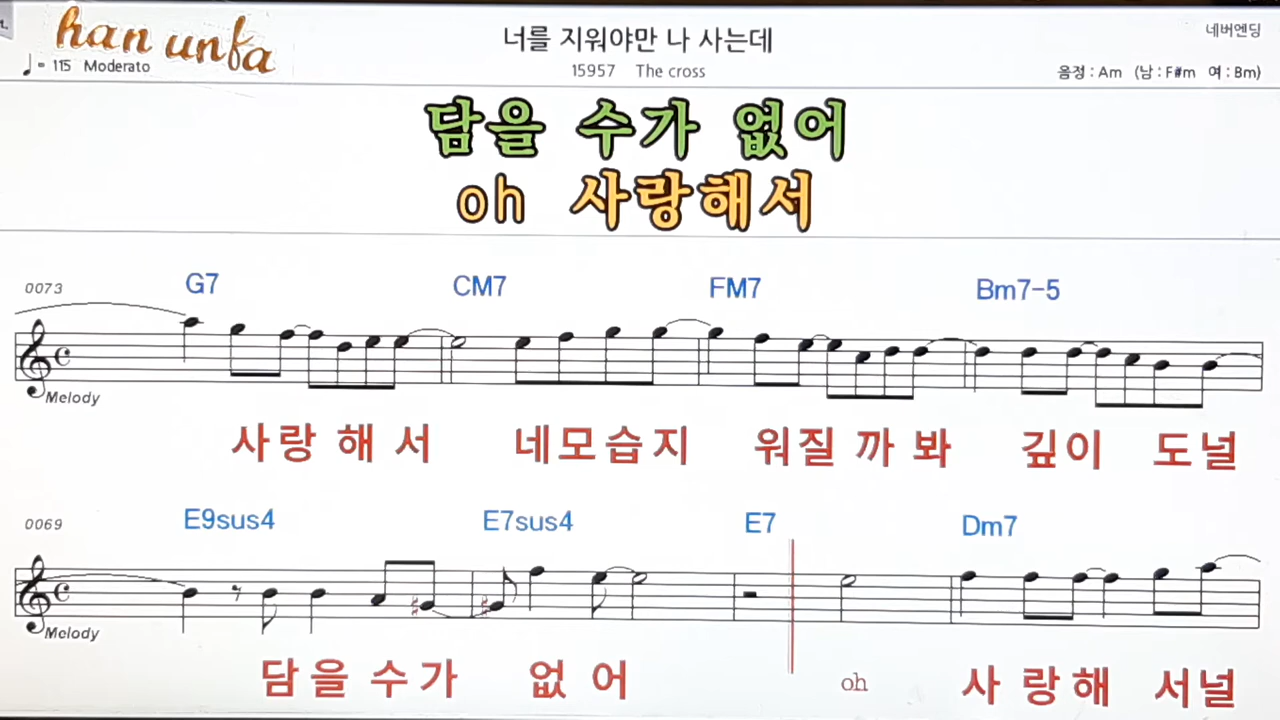 han unfa
너를 지워야만 나 사는데
네버엔딩
♩= 115 Moderato
15957 The cross
음정 : Am (남 : F#m 여 : Bm)
담을 수가 없어
oh 사랑해서
0073 G7 CM7 FM7 Bm7-5
Melody
사랑 해 서 네모습지 워질 까 봐 깊이 도널
0069 E9sus4 E7sus4 E7 Dm7
Melody
담 을 수 가 없 어 oh 사 랑 해 서널